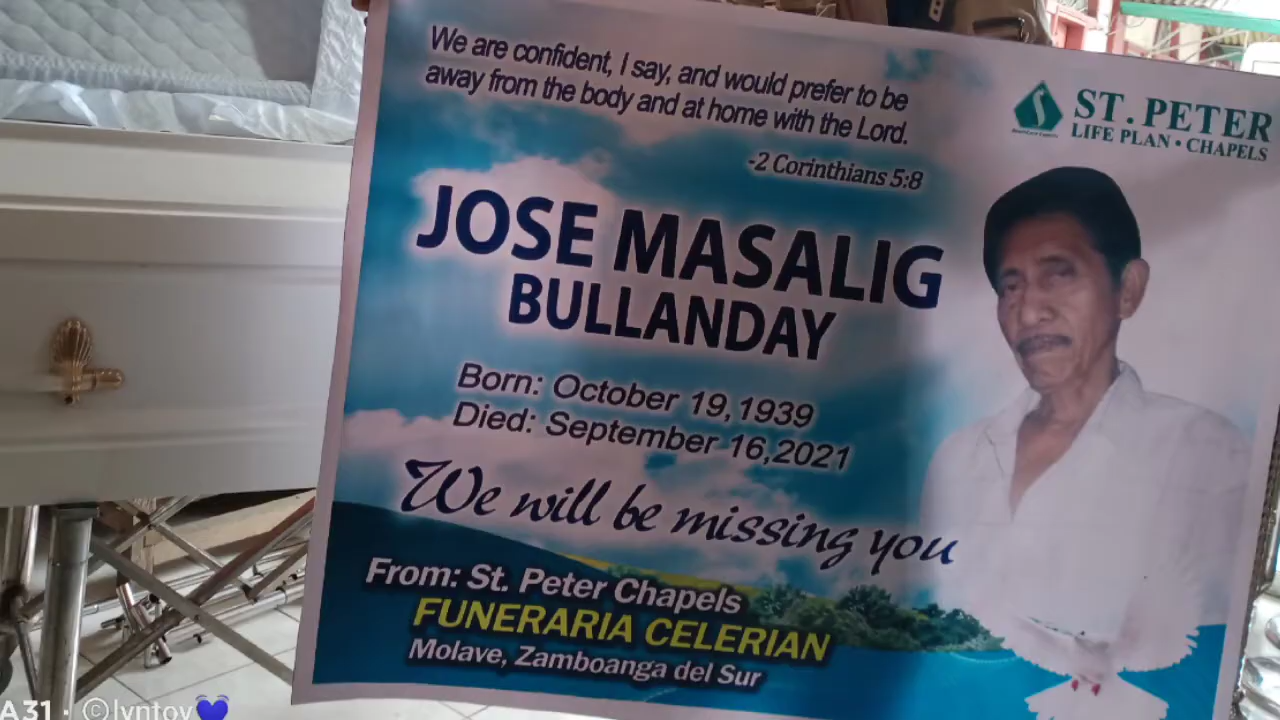 We are confident, I say, and would prefer to be
away from the body and at home with the Lord.
-2 Corinthians 5:8
ST. PETER
LIFE PLAN • CHAPELS
JOSE MASALIG
BULLANDAY
Born: October 19,1939
Died: September 16,2021
We will be missing you
From: St. Peter Chapels
FUNERARIA CELERIAN
Molave, Zamboanga del Sur
A31 · ©lyntoy💙